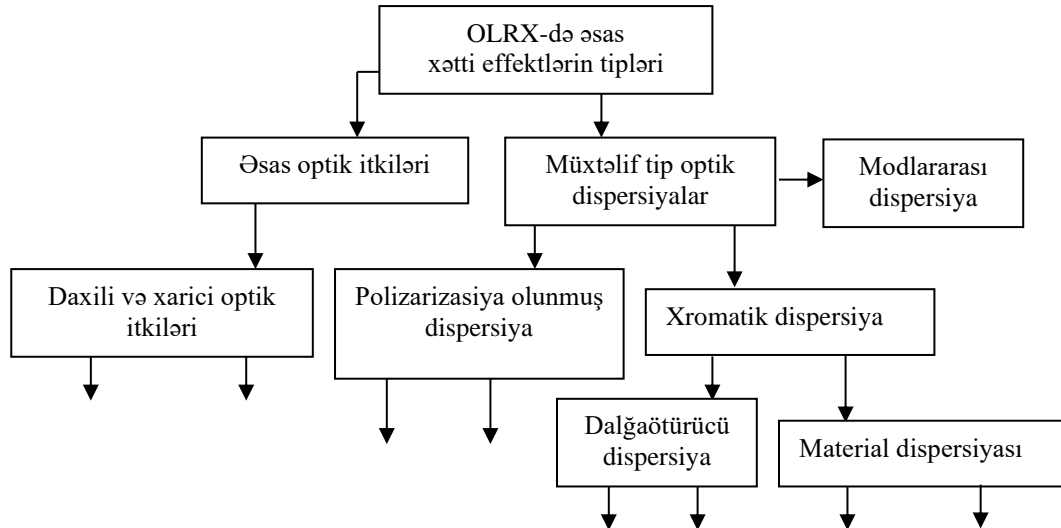 OLRX-də əsas
xətti effektlərin tipləri
Əsas optik itkiləri
Müxtəlif tip optik
dispersiyalar
Modlararası
dispersiya
Daxili və xarici optik
itkiləri
Polizarizasiya olunmuş
dispersiya
Xromatik dispersiya
Dalğaötürücü
dispersiya
Material dispersiyası